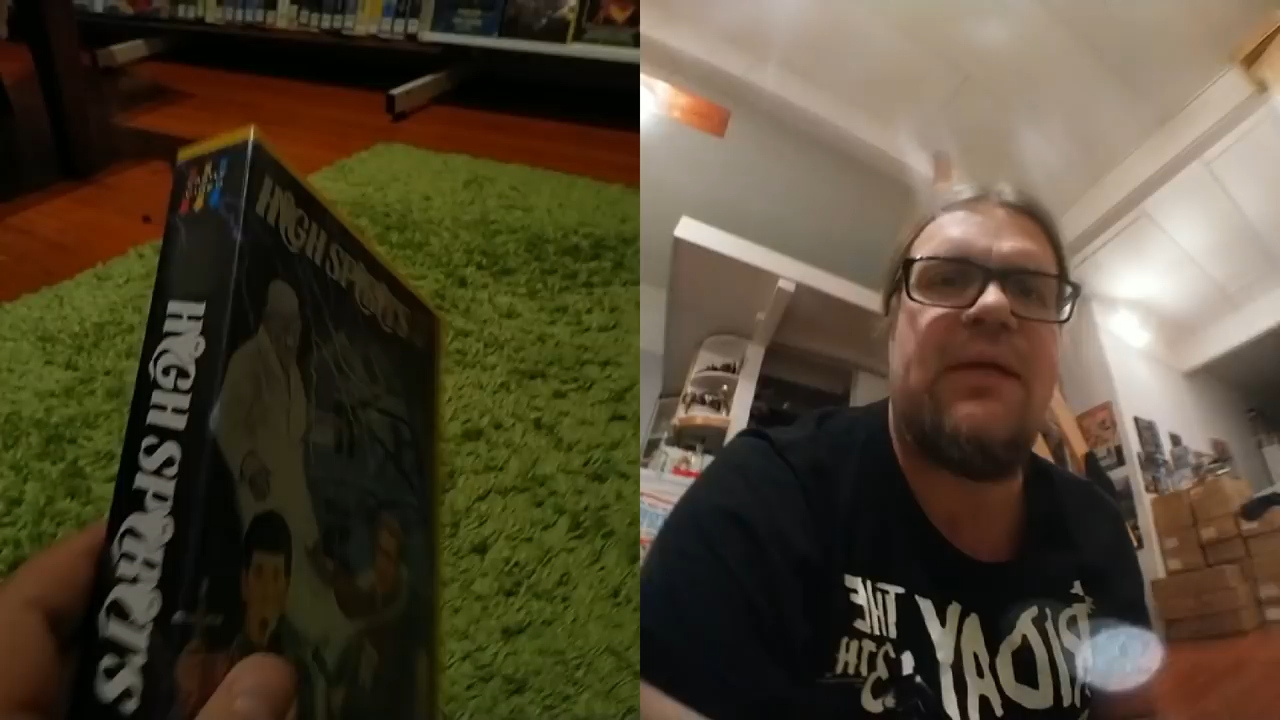 HIGH SPIRITS
HIGH SPIRITS
FRIDAY
THE
13TH